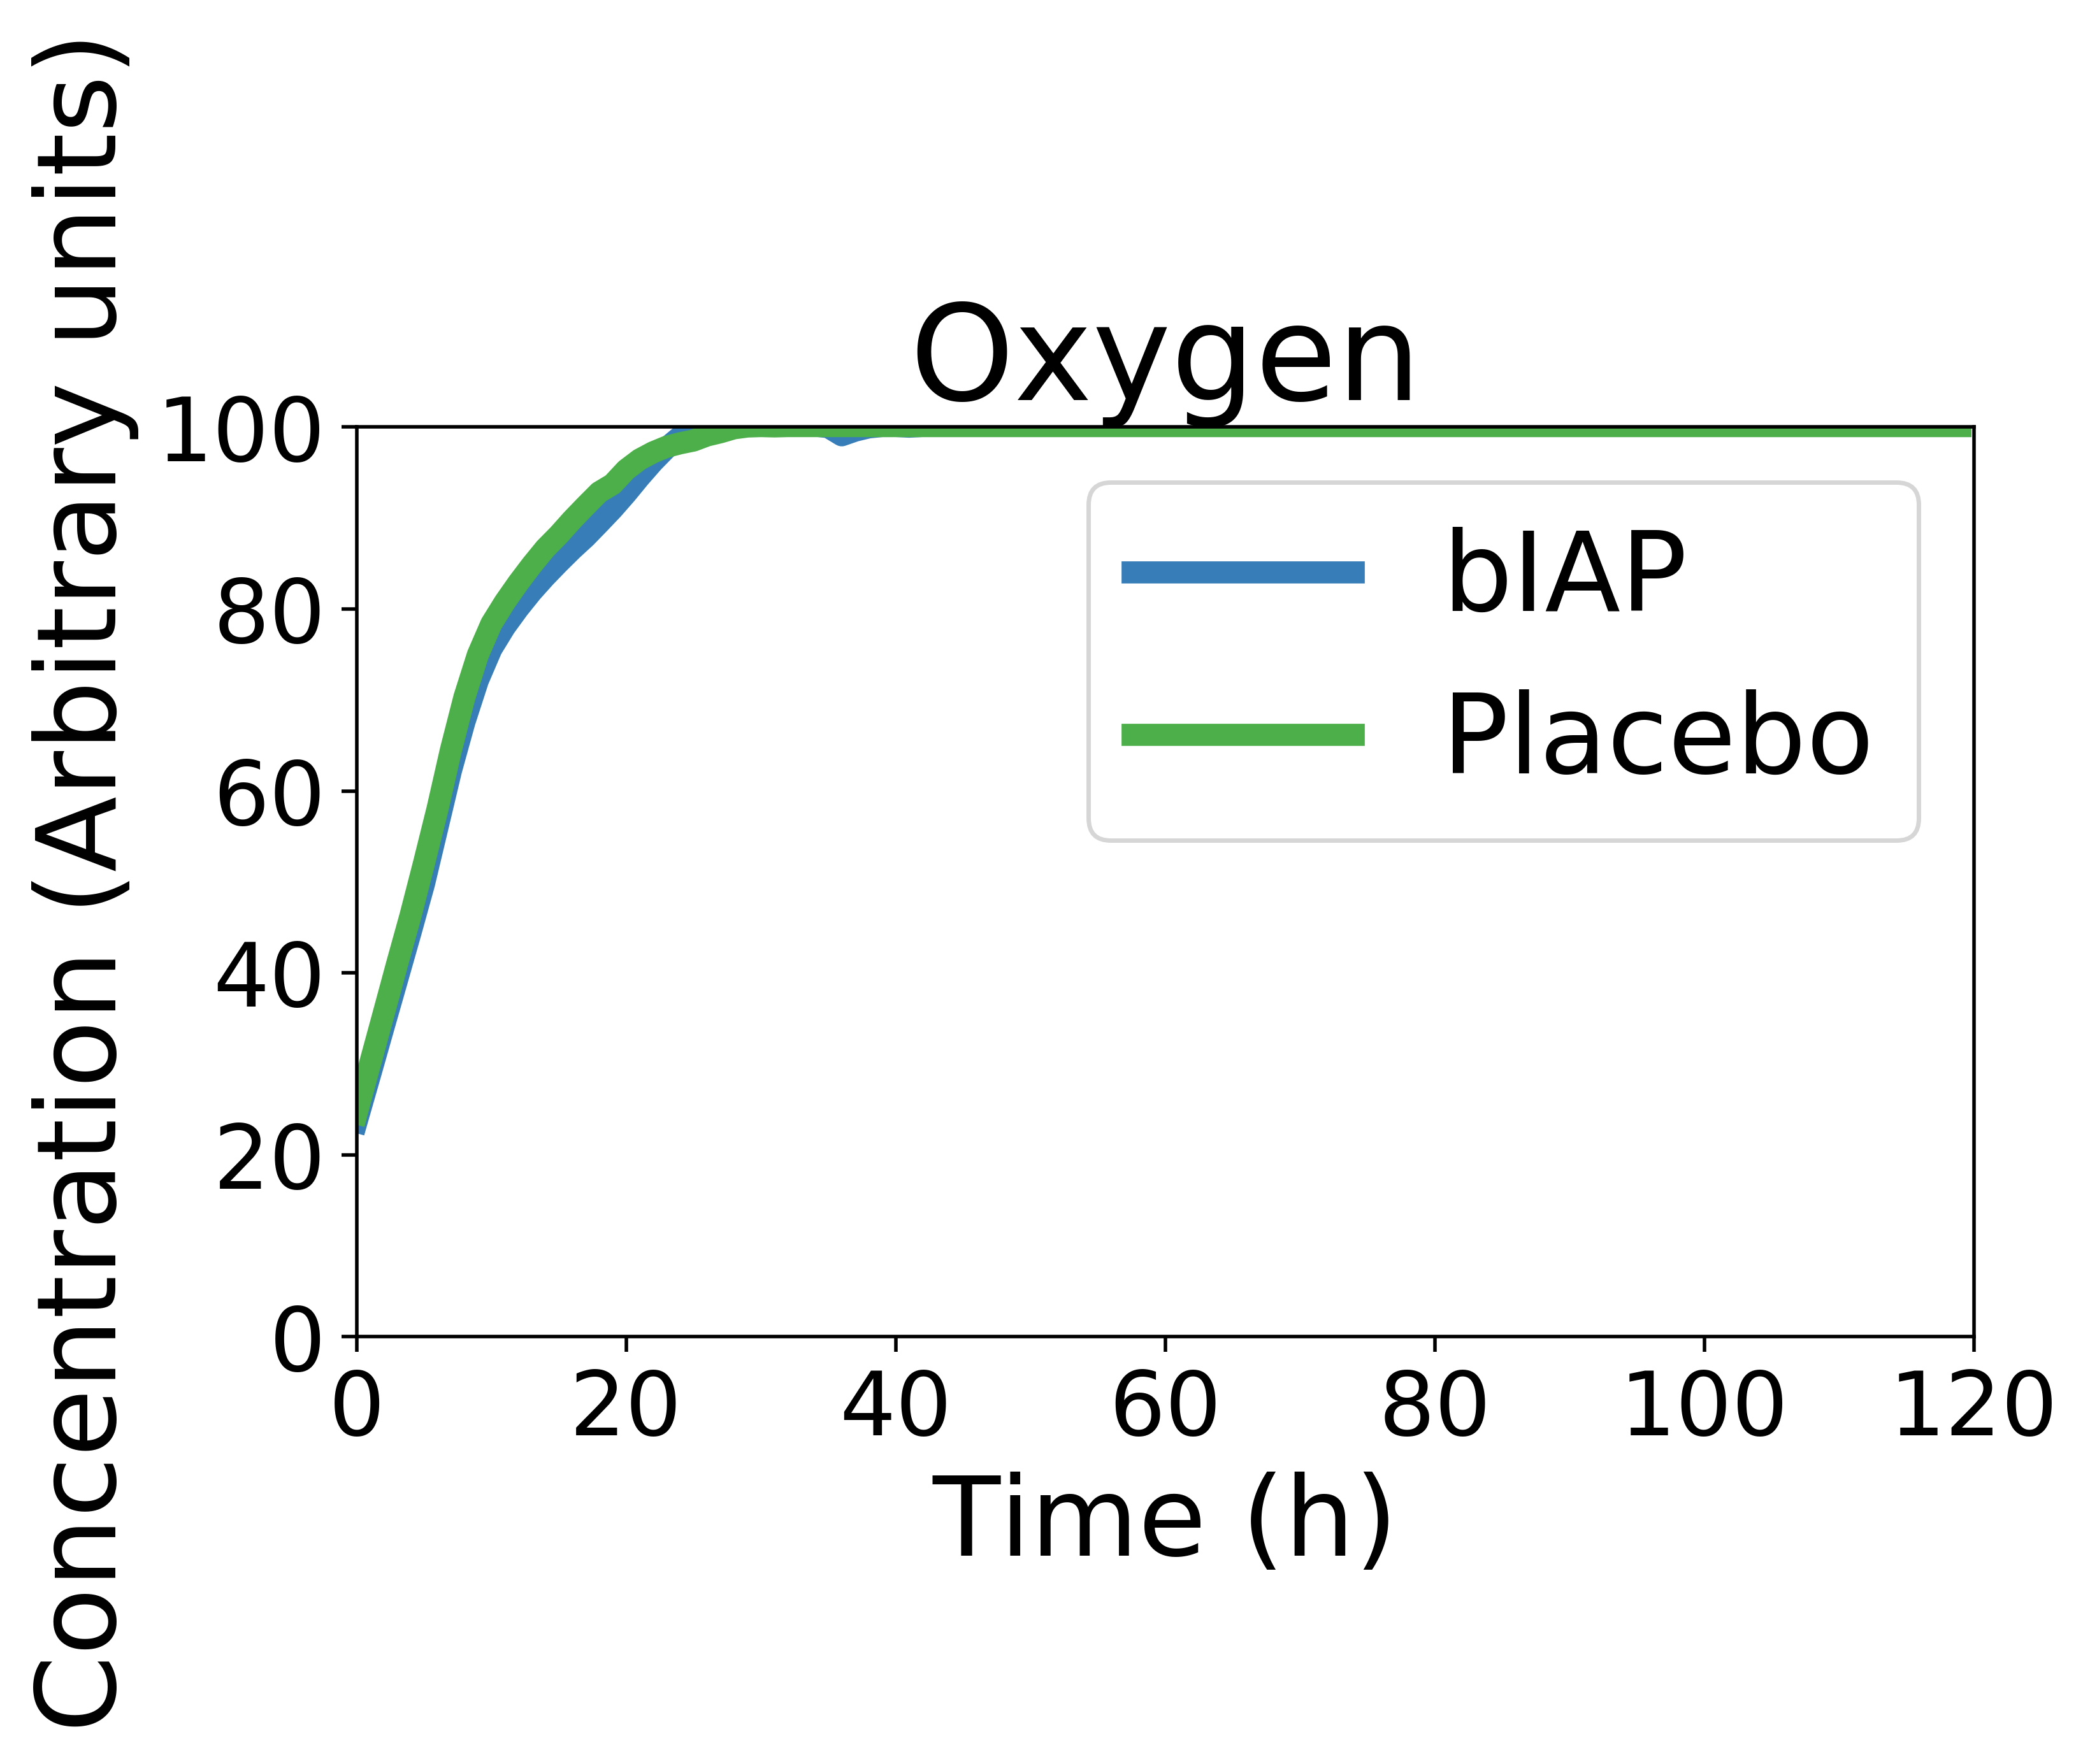 Oxygen
Concentration (Arbitrary units)
100
80
60
40
20
0
bIAP
Placebo
0 20 40 60 80 100 120
Time (h)